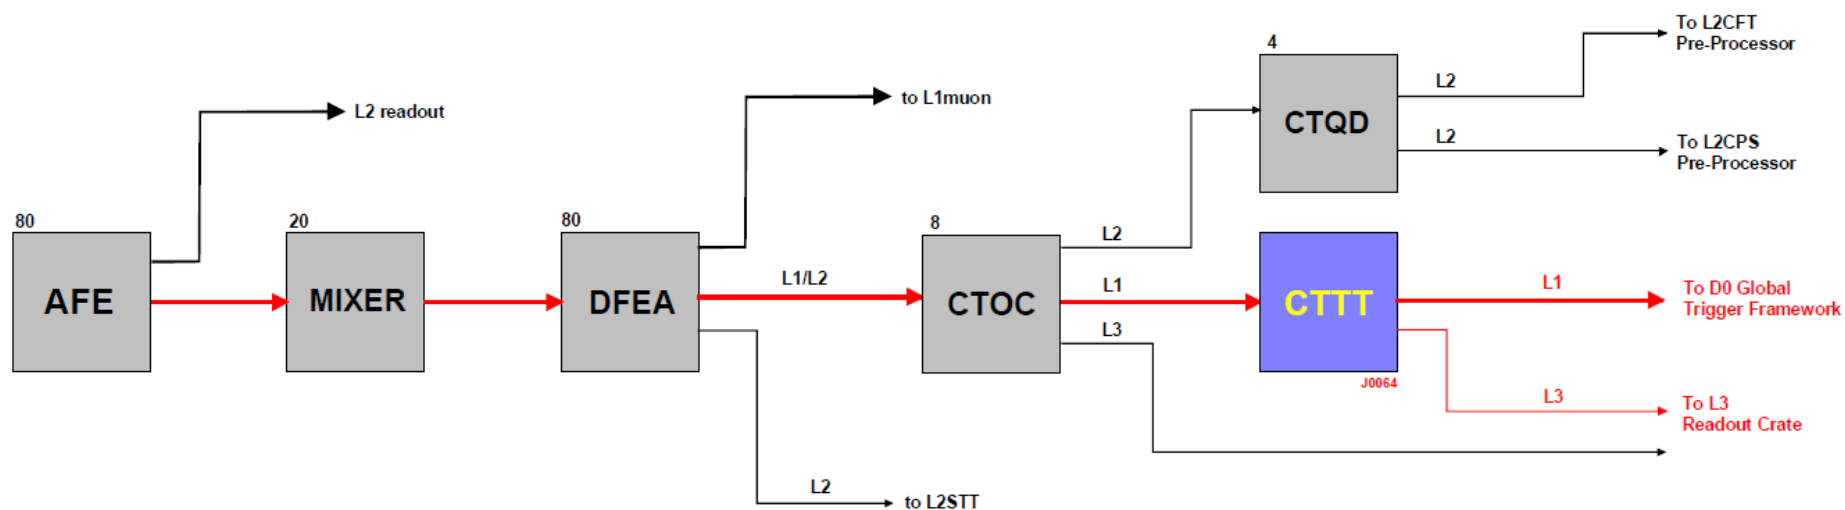 To L2CFT
Pre-Processor
4
L2
L2 readout
to L1muon
CTQD
L2
To L2CPS
Pre-Processor
80
AFE
20
MIXER
80
DFEA
L1/L2
8
CTOC
L2
L1
L3
CTTT
J0064
L1
To D0 Global
Trigger Framework
L3
To L3
Readout Crate
L2
to L2STT